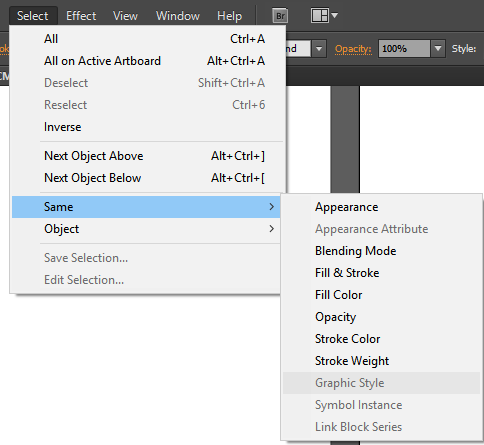 Select Effect View Window Help Br
ok
nd Opacity: 100% Style:
CM
All Ctrl+A
All on Active Artboard Alt+Ctrl+A
Deselect Shift+Ctrl+A
Reselect Ctrl+6
Inverse
Next Object Above Alt+Ctrl+]
Next Object Below Alt+Ctrl+[
Same
Object
Save Selection...
Edit Selection...
Appearance
Appearance Attribute
Blending Mode
Fill & Stroke
Fill Color
Opacity
Stroke Color
Stroke Weight
Graphic Style
Symbol Instance
Link Block Series